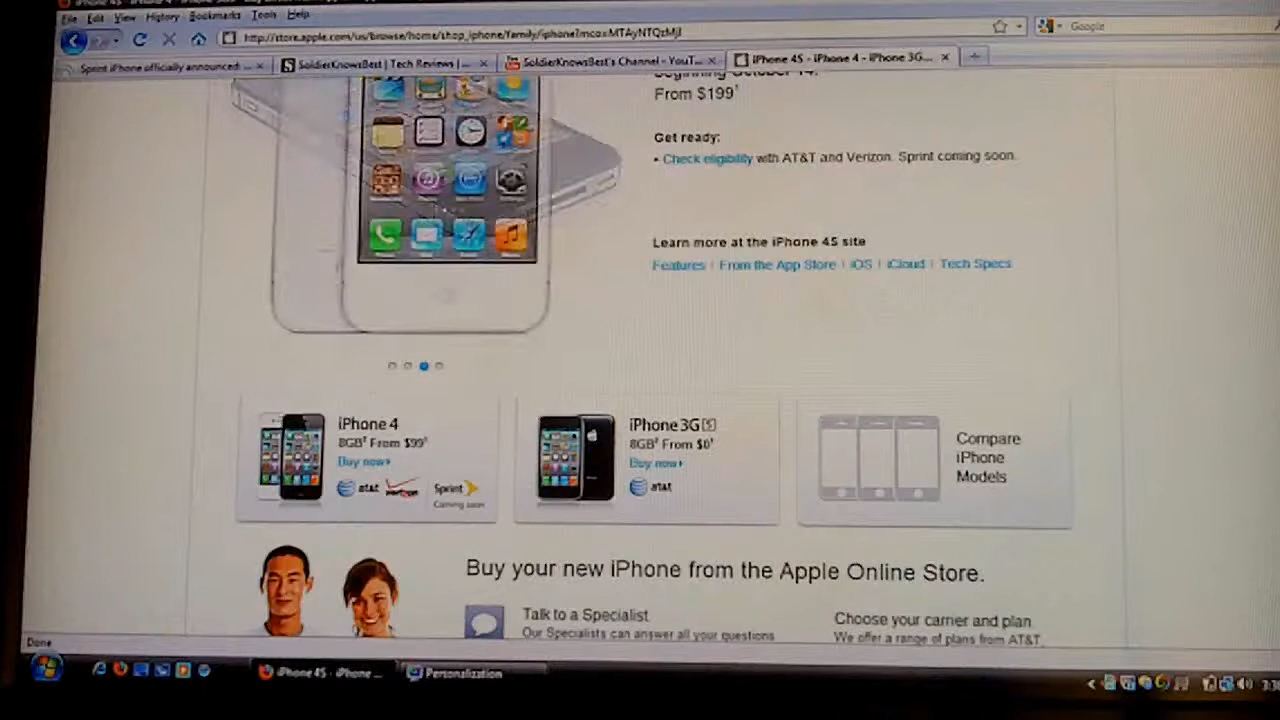 File Edit View History Bookmarks Tools Help
Google
Sprint iPhone officially announced:
SoldierKnowsBest | Tech Reviews |...
SoldierKnowsBest's Channel - YouT...
iPhone 4S - iPhone 4 - iPhone 3G...
beginning October 14.
From $199
Get ready:
• Check eligibility with AT&T and Verizon. Sprint coming soon.
Learn more at the iPhone 4S site
Features | From the App Store | iOS | iCloud | Tech Specs
iPhone 4
8GB From $99
Buy now
at&t
verizon
Sprint
Coming soon
iPhone 3GS
8GB From $0
Buy now
at&t
Compare
iPhone
Models
Buy your new iPhone from the Apple Online Store.
Talk to a Specialist
Our Specialists can answer all your questions
Choose your carrier and plan
We offer a range of plans from AT&T,
Done
iPhone 4S - iPhone ...
Personalization